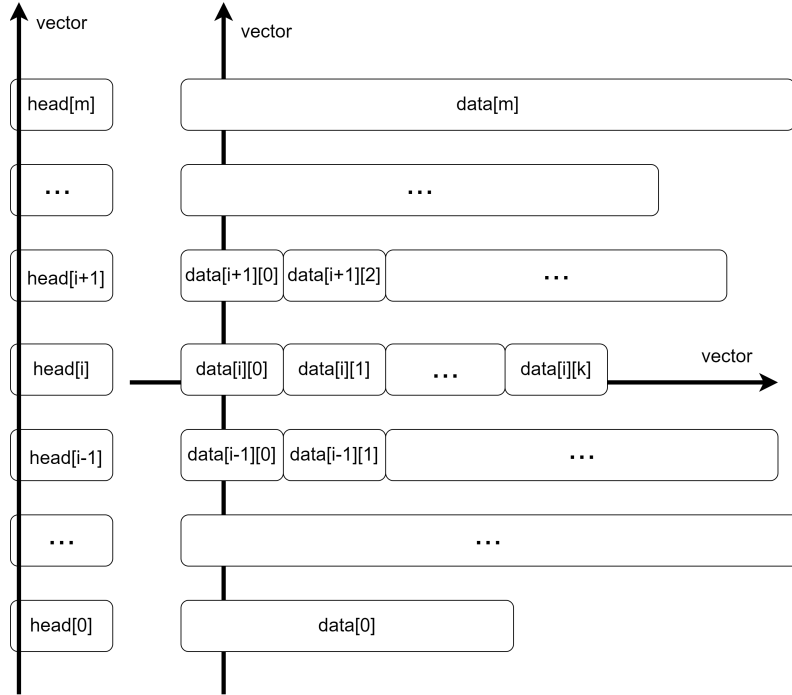 vector
vector
head[m]
data[m]
...
...
head[i+1]
data[i+1][0]
data[i+1][2]
...
head[i]
data[i][0]
data[i][1]
...
data[i][k]
vector
head[i-1]
data[i-1][0]
data[i-1][1]
...
...
...
head[0]
data[0]